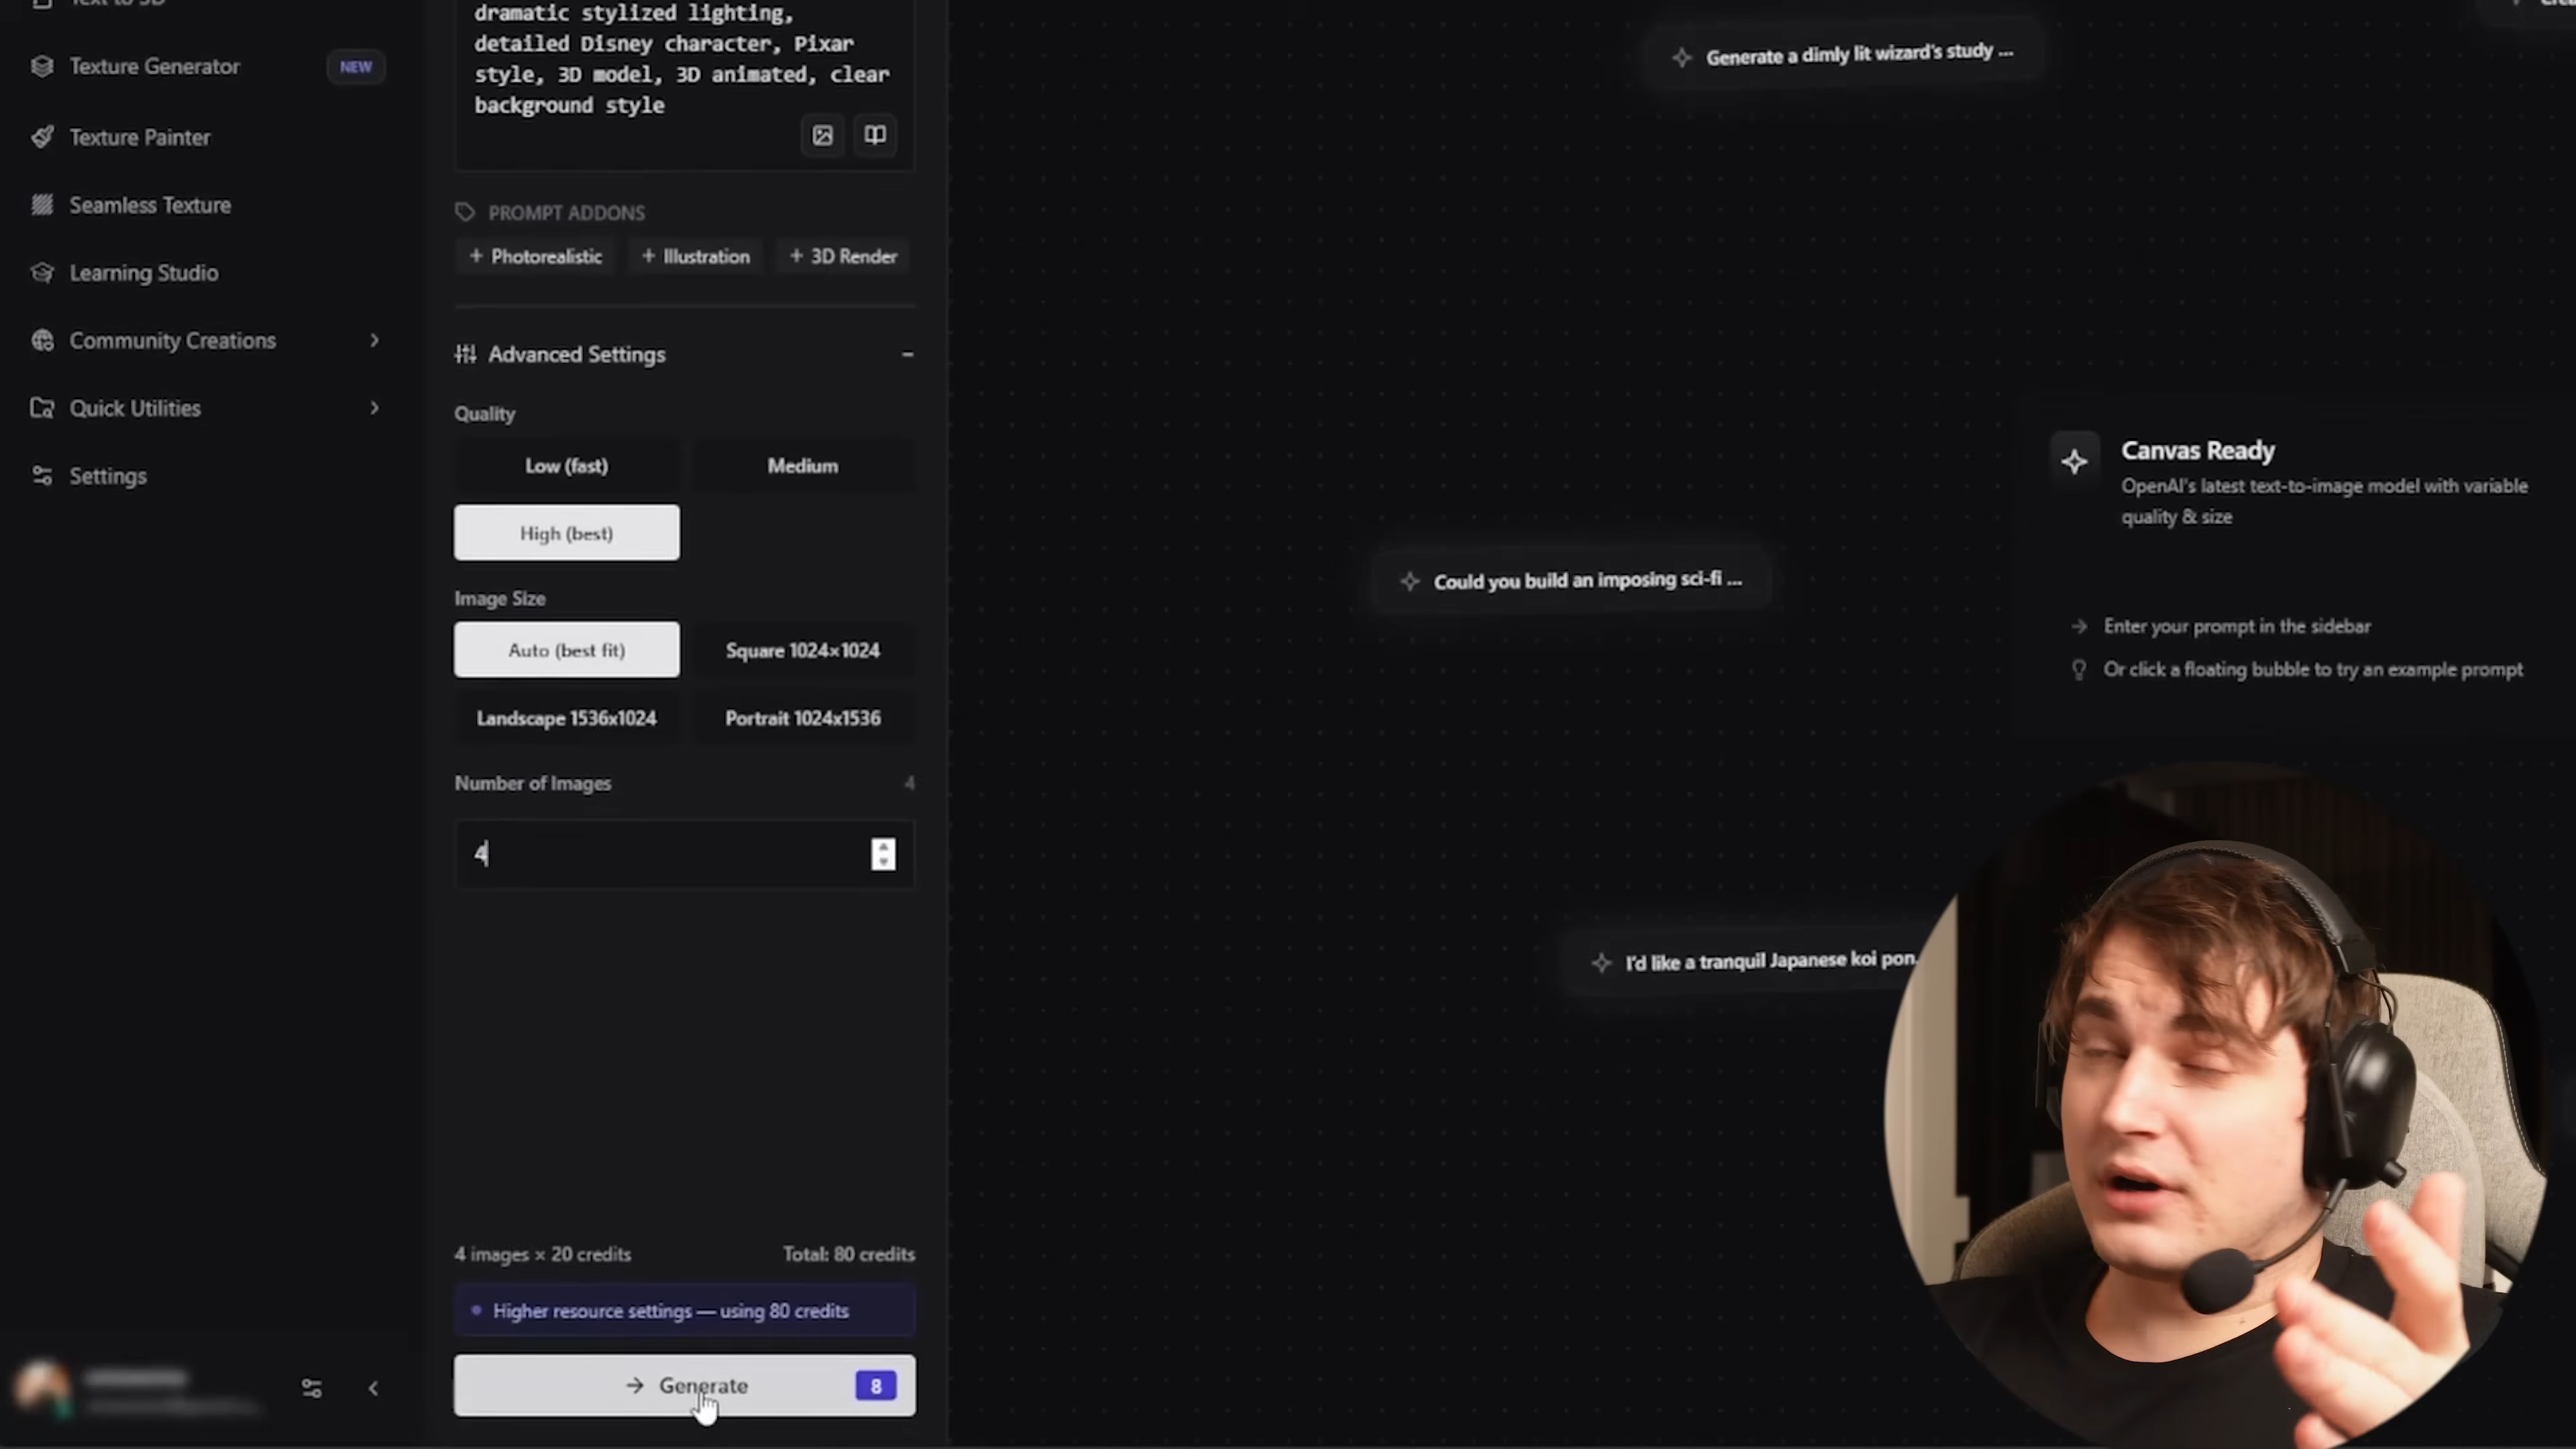 Texture Generator
NEW
Texture Painter
Seamless Texture
Learning Studio
Community Creations
Quick Utilities
Settings
dramatic stylized lighting,
detailed Disney character, Pixar
style, 3D model, 3D animated, clear
background style
PROMPT ADDONS
+ Photorealistic
+ Illustration
+ 3D Render
Advanced Settings
Quality
Low (fast)
Medium
High (best)
Image Size
Auto (best fit)
Square 1024×1024
Landscape 1536x1024
Portrait 1024x1536
Number of Images
4
4
4 images × 20 credits
Total: 80 credits
Higher resource settings — using 80 credits
Generate
8
Generate a dimly lit wizard's study ...
Could you build an imposing sci-fi ...
I'd like a tranquil Japanese koi pon.
Canvas Ready
OpenAI's latest text-to-image model with variable
quality & size
Enter your prompt in the sidebar
Or click a floating bubble to try an example prompt